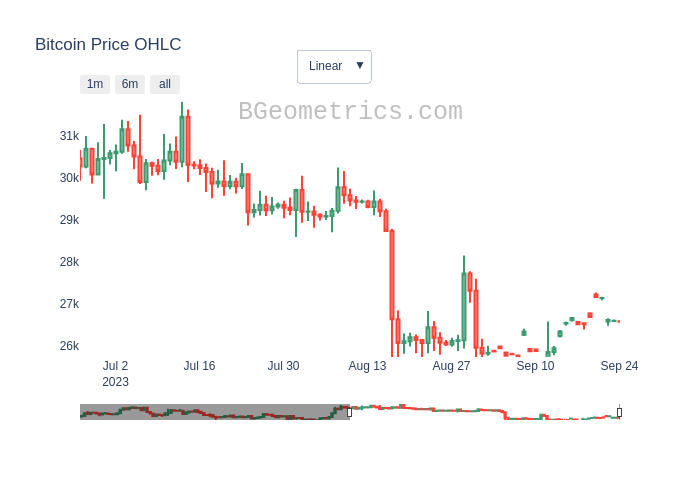 Bitcoin Price OHLC
Linear ▼
1m 6m all
BGeometrics.com
31k
30k
29k
28k
27k
26k
Jul 2 Jul 16 Jul 30 Aug 13 Aug 27 Sep 10 Sep 24
2023